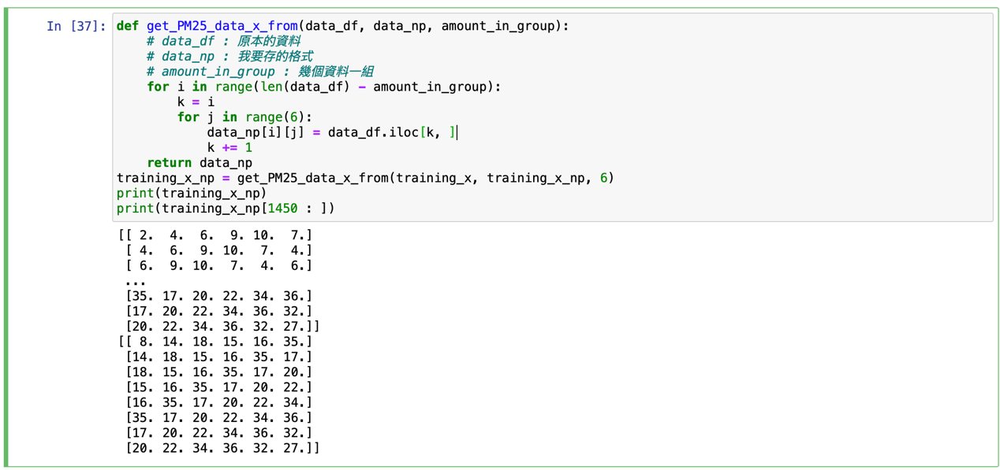 In [37]: def get_PM25_data_x_from(data_df, data_np, amount_in_group):
    # data_df : 原本的資料
    # data_np : 我要存的格式
    # amount_in_group : 幾個資料一組
    for i in range(len(data_df) - amount_in_group):
        k = i
        for j in range(6):
            data_np[i][j] = data_df.iloc[k, ]
            k += 1
    return data_np
training_x_np = get_PM25_data_x_from(training_x, training_x_np, 6)
print(training_x_np)
print(training_x_np[1450 : ])
[[ 2.  4.  6.  9. 10.  7.]
 [ 4.  6.  9. 10.  7.  4.]
 [ 6.  9. 10.  7.  4.  6.]
 ...
 [35. 17. 20. 22. 34. 36.]
 [17. 20. 22. 34. 36. 32.]
 [20. 22. 34. 36. 32. 27.]]
[[ 8. 14. 18. 15. 16. 35.]
 [14. 18. 15. 16. 35. 17.]
 [18. 15. 16. 35. 17. 20.]
 [15. 16. 35. 17. 20. 22.]
 [16. 35. 17. 20. 22. 34.]
 [35. 17. 20. 22. 34. 36.]
 [17. 20. 22. 34. 36. 32.]
 [20. 22. 34. 36. 32. 27.]]